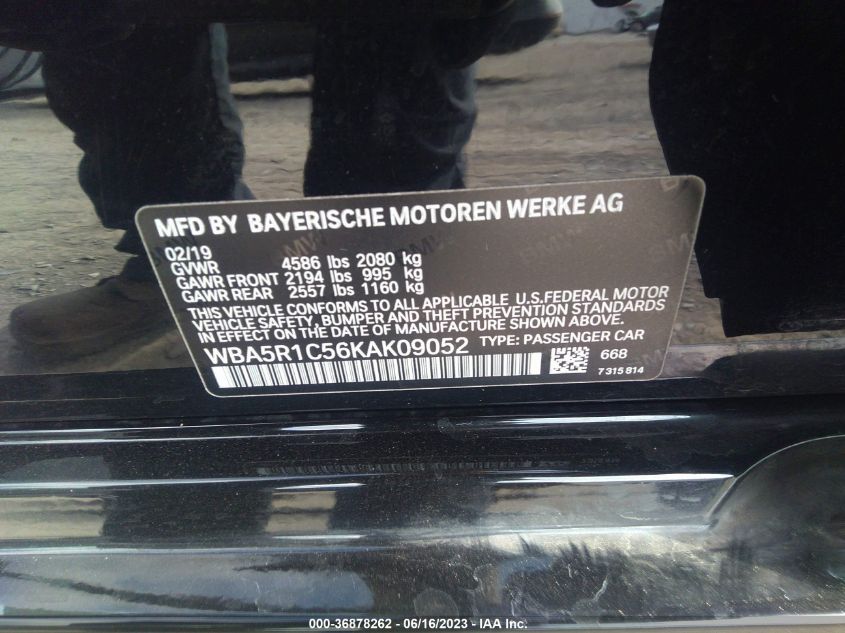 MFD BY BAYERISCHE MOTOREN WERKE AG
02/19
GVWR 4586 lbs 2080 kg
GAWR FRONT 2194 lbs 995 kg
GAWR REAR 2557 lbs 1160 kg
THIS VEHICLE CONFORMS TO ALL APPLICABLE U.S.FEDERAL MOTOR
VEHICLE SAFETY, BUMPER AND THEFT PREVENTION STANDARDS
IN EFFECT ON THE DATE OF MANUFACTURE SHOWN ABOVE.
WBA5R1C56KAK09052 TYPE: PASSENGER CAR
668
7 315 814
000-36878262 - 06/16/2023 - IAA Inc.